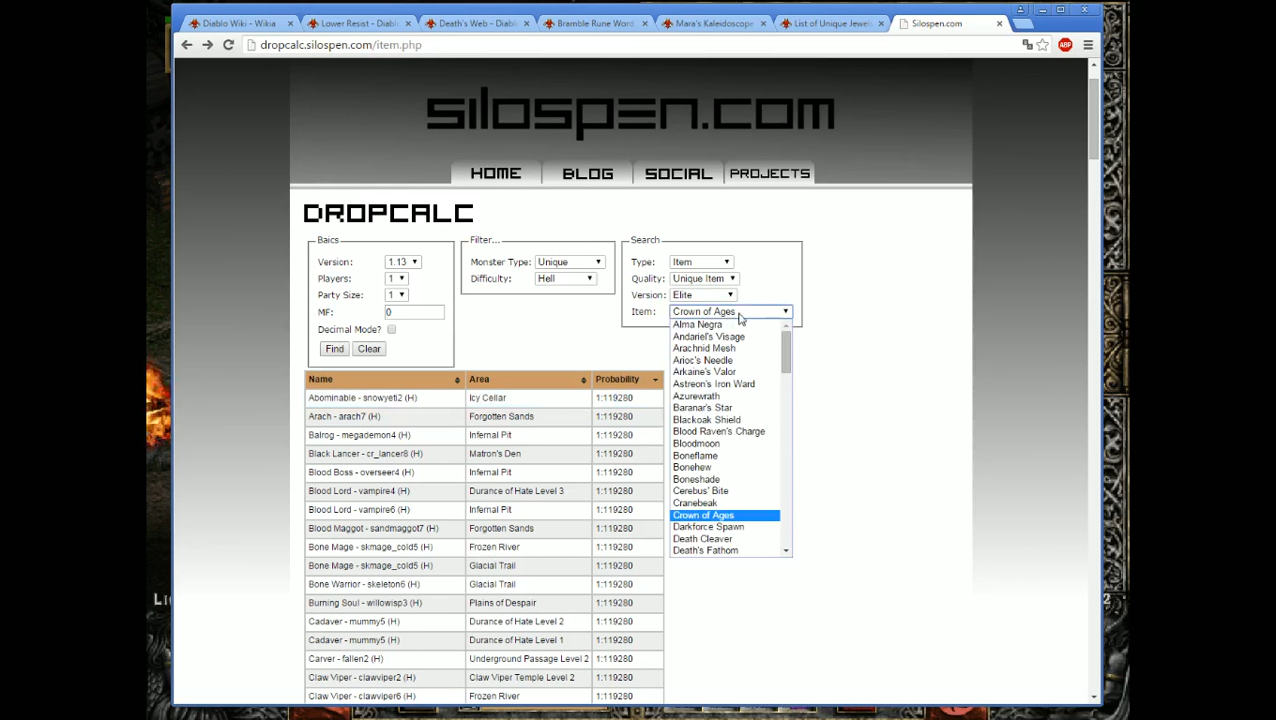 Diablo Wiki - Wikia
Lower Resist - Diablo
Death's Web - Diablo
Bramble Rune Word
Mara's Kaleidoscope
List of Unique Jewels
Silospen.com
dropcalc.silospen.com/item.php
ABP
silospen.com
HOME
BLOG
SOCIAL
PROJECTS
DROPCALC
Baics
Version: 1.13
Players: 1
Party Size: 1
MF: 0
Decimal Mode?
Find
Clear
Filter...
Monster Type: Unique
Difficulty: Hell
Search
Type: Item
Quality: Unique Item
Version: Elite
Item: Crown of Ages
Alma Negra
Andariel's Visage
Arachnid Mesh
Arioc's Needle
Arkaine's Valor
Astreon's Iron Ward
Azurewrath
Baranar's Star
Blackoak Shield
Blood Raven's Charge
Bloodmoon
Boneflame
Bonehew
Boneshade
Cerebus' Bite
Cranebeak
Crown of Ages
Darkforce Spawn
Death Cleaver
Death's Fathom
Name Area Probability
Abominable - snowyeti2 (H) Icy Cellar 1:119280
Arach - arach7 (H) Forgotten Sands 1:119280
Balrog - megademon4 (H) Infernal Pit 1:119280
Black Lancer - cr_lancer8 (H) Matron's Den 1:119280
Blood Boss - overseer4 (H) Infernal Pit 1:119280
Blood Lord - vampire4 (H) Durance of Hate Level 3 1:119280
Blood Lord - vampire4 (H) Infernal Pit 1:119280
Blood Maggot - sandmaggot7 (H) Forgotten Sands 1:119280
Bone Mage - skmage_cold5 (H) Frozen River 1:119280
Bone Mage - skmage_cold5 (H) Glacial Trail 1:119280
Bone Warrior - skeleton6 (H) Glacial Trail 1:119280
Burning Soul - willowisp3 (H) Plains of Despair 1:119280
Cadaver - mummy5 (H) Durance of Hate Level 2 1:119280
Cadaver - mummy5 (H) Durance of Hate Level 1 1:119280
Carver - fallen2 (H) Underground Passage Level 2 1:119280
Claw Viper - clawviper2 (H) Claw Viper Temple Level 2 1:119280
Claw Viper - clawviper6 (H) Frozen River 1:119280